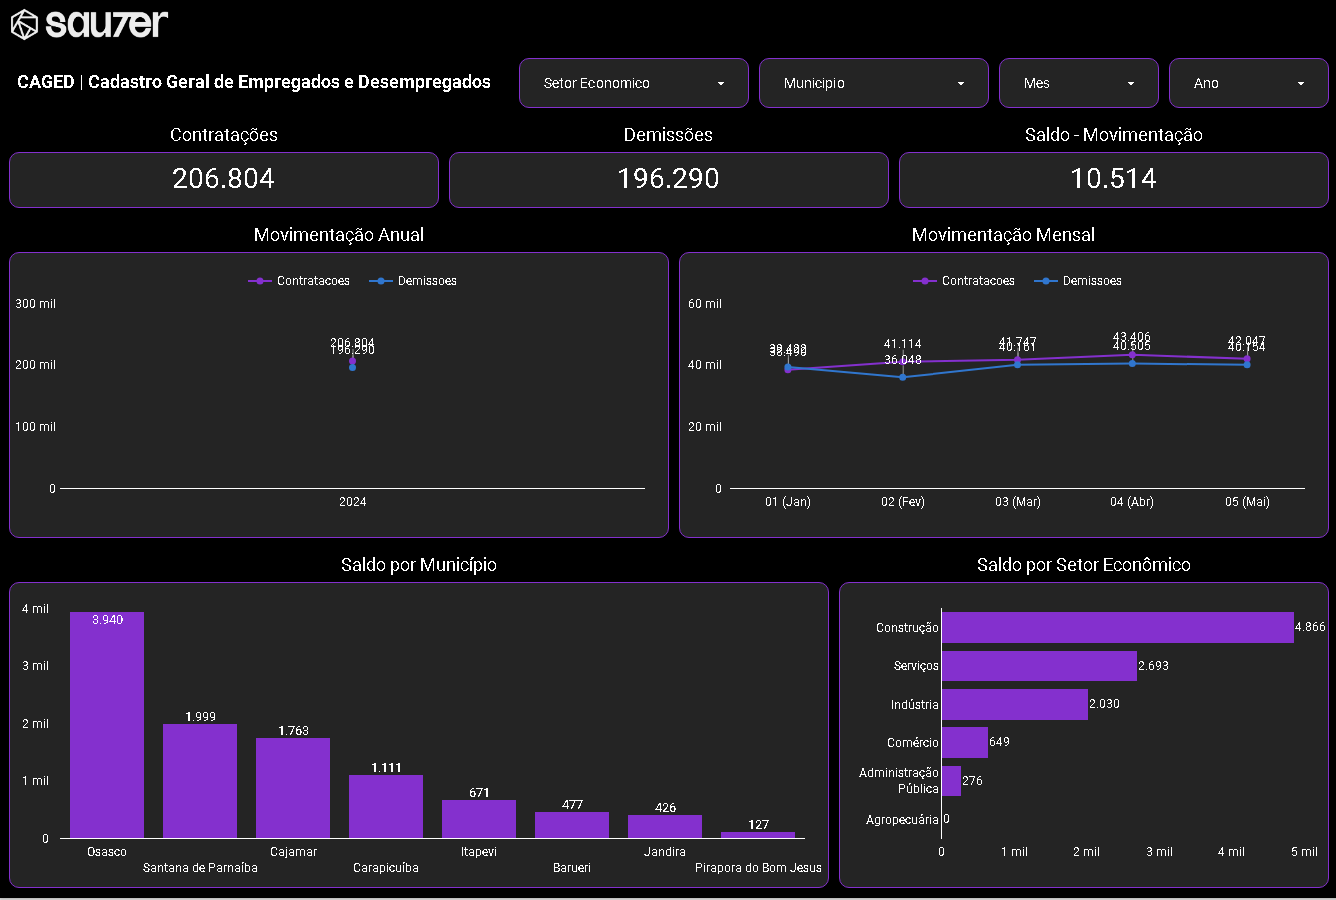 sau7er
CAGED | Cadastro Geral de Empregados e Desempregados
Setor Economico
Municipio
Mes
Ano
Contratações
Demissões
Saldo - Movimentação
206.804
196.290
10.514
Movimentação Anual
Movimentação Mensal
Contratacoes
Demissoes
300 mil
200 mil
100 mil
0
206.804
196.290
2024
Contratacoes
Demissoes
60 mil
40 mil
20 mil
0
41.114
36.048
41.747
40.161
43.406
40.505
42.047
01 (Jan)
02 (Fev)
03 (Mar)
04 (Abr)
05 (Mai)
Saldo por Município
Saldo por Setor Econômico
4 mil
3 mil
2 mil
1 mil
0
3.940
1.999
1.763
1.111
671
477
426
127
Osasco
Santana de Parnaíba
Cajamar
Carapicuíba
Itapevi
Barueri
Jandira
Pirapora do Bom Jesus
Construção
4.866
Serviços
2.693
Indústria
2.030
Comércio
649
Administração
Pública
276
Agropecuária
0
0
1 mil
2 mil
3 mil
4 mil
5 mil